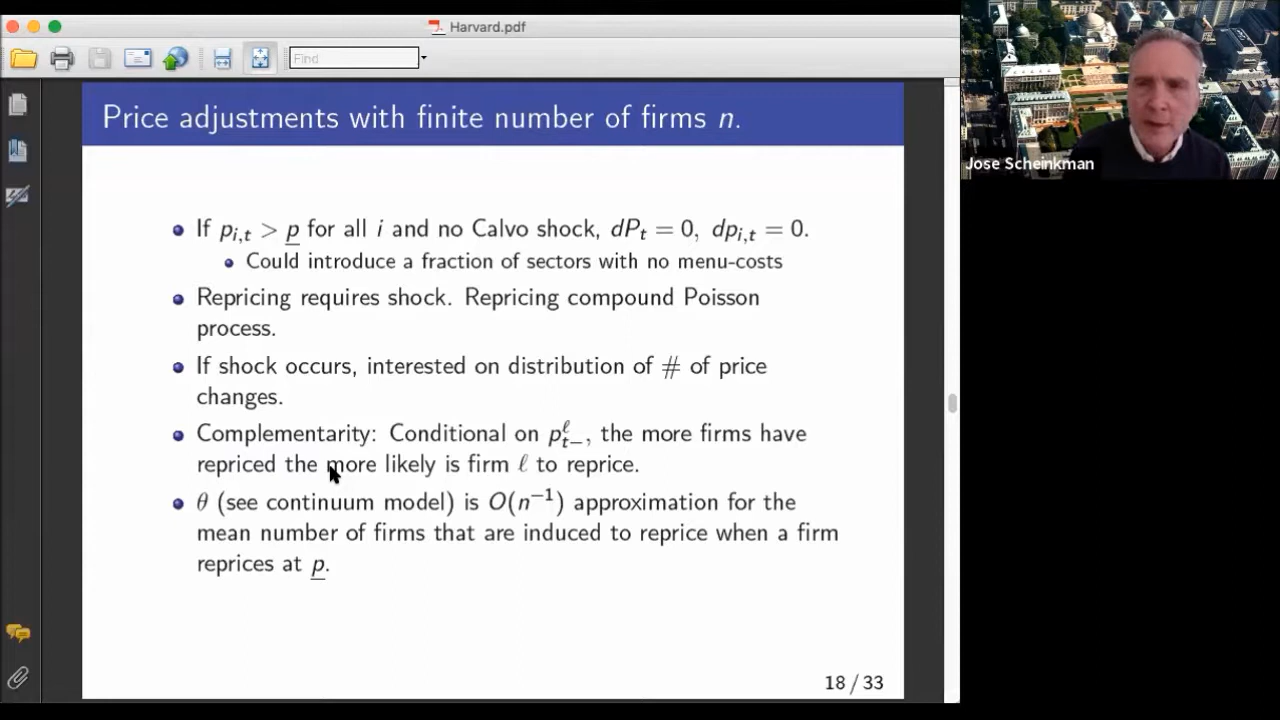 Harvard.pdf
Find
Price adjustments with finite number of firms n.
If p_{i,t} > p̲ for all i and no Calvo shock, dP_t = 0, dp_{i,t} = 0.
Could introduce a fraction of sectors with no menu-costs
Repricing requires shock. Repricing compound Poisson
process.
If shock occurs, interested on distribution of # of price
changes.
Complementarity: Conditional on p^ℓ_{t−}, the more firms have
repriced the more likely is firm ℓ to reprice.
θ (see continuum model) is O(n⁻¹) approximation for the
mean number of firms that are induced to reprice when a firm
reprices at p̲.
18 / 33
Jose Scheinkman